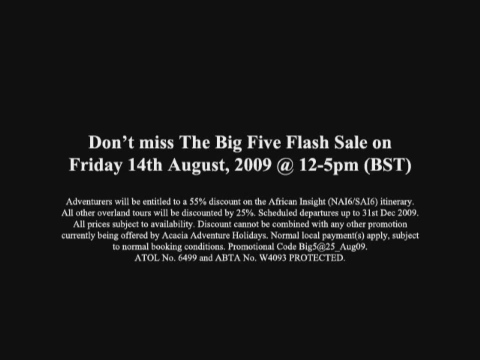 Don't miss The Big Five Flash Sale on
Friday 14th August, 2009 @ 12-5pm (BST)
Adventurers will be entitled to a 55% discount on the African Insight (NAI6/SAI6) itinerary.
All other overland tours will be discounted by 25%. Scheduled departures up to 31st Dec 2009.
All prices subject to availability. Discount cannot be combined with any other promotion
currently being offered by Acacia Adventure Holidays. Normal local payment(s) apply, subject
to normal booking conditions. Promotional Code Big5@25_Aug09.
ATOL No. 6499 and ABTA No. W4093 PROTECTED.